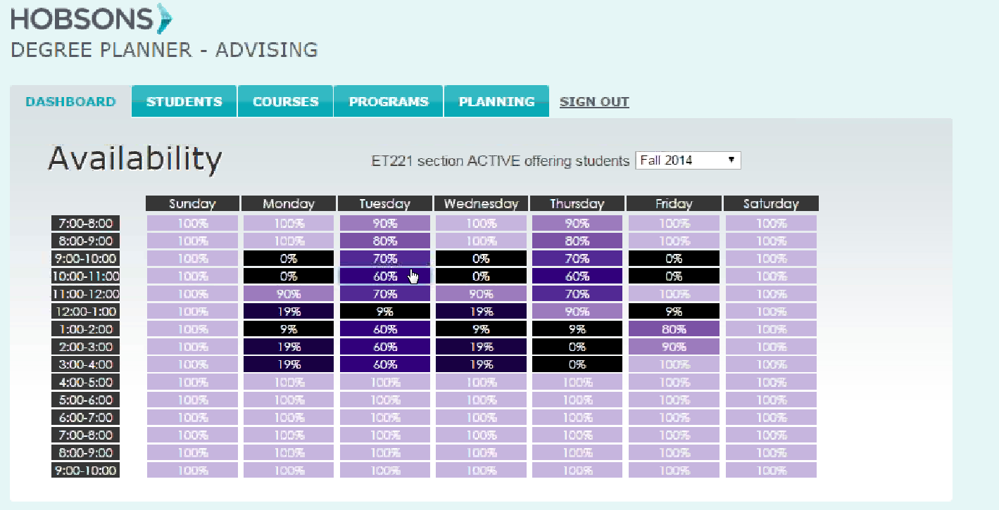 HOBSONS
DEGREE PLANNER - ADVISING
DASHBOARD STUDENTS COURSES PROGRAMS PLANNING SIGN OUT
Availability ET221 section ACTIVE offering students Fall 2014
Sunday Monday Tuesday Wednesday Thursday Friday Saturday
7:00-8:00 100% 100% 90% 100% 90% 100% 100%
8:00-9:00 100% 100% 80% 100% 80% 100% 100%
9:00-10:00 100% 0% 70% 0% 70% 0% 100%
10:00-11:00 100% 0% 60% 0% 60% 0% 100%
11:00-12:00 100% 90% 70% 90% 70% 100% 100%
12:00-1:00 100% 19% 9% 19% 90% 9% 100%
1:00-2:00 100% 9% 60% 9% 9% 80% 100%
2:00-3:00 100% 19% 60% 19% 0% 90% 100%
3:00-4:00 100% 19% 60% 19% 0% 100% 100%
4:00-5:00 100% 100% 100% 100% 100% 100% 100%
5:00-6:00 100% 100% 100% 100% 100% 100% 100%
6:00-7:00 100% 100% 100% 100% 100% 100% 100%
7:00-8:00 100% 100% 100% 100% 100% 100% 100%
8:00-9:00 100% 100% 100% 100% 100% 100% 100%
9:00-10:00 100% 100% 100% 100% 100% 100% 100%